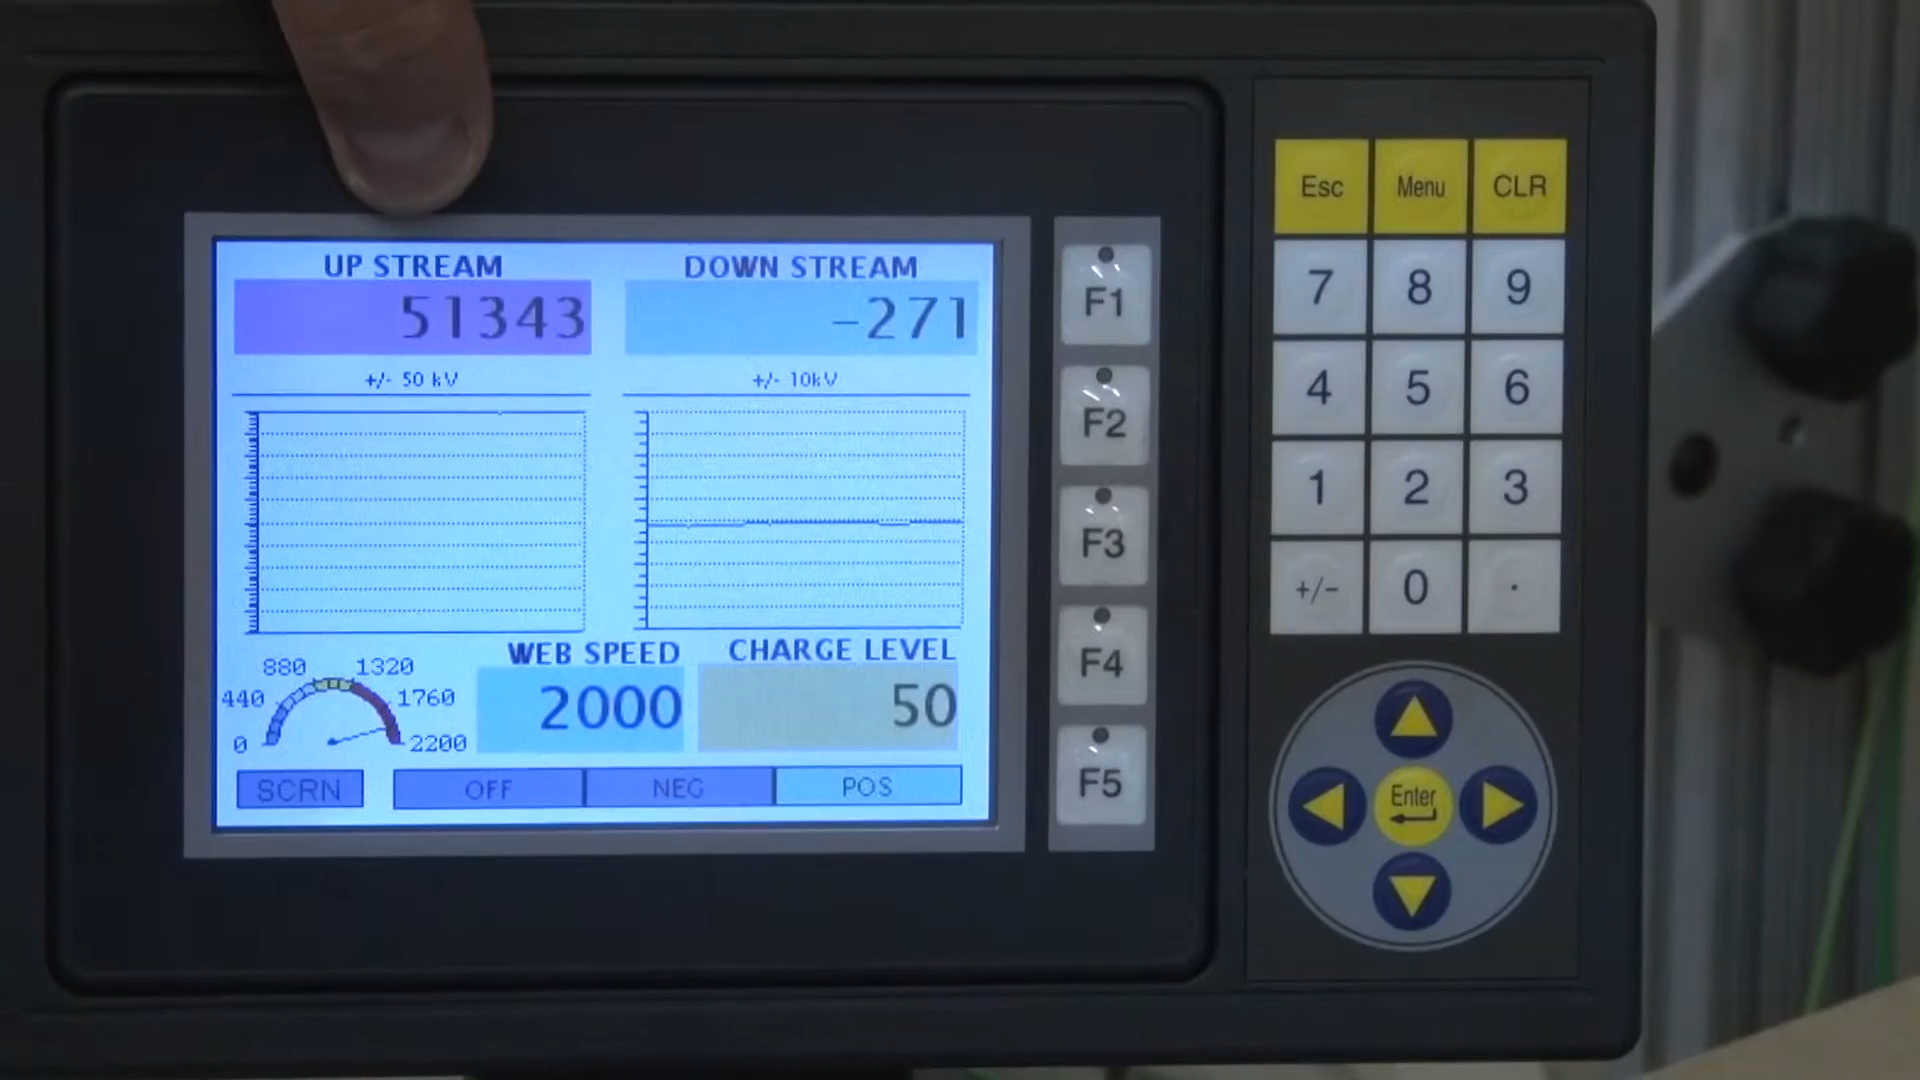 UP STREAM
51343
+/- 50 kV
DOWN STREAM
-271
+/- 10kV
0
440
880
1320
1760
2200
WEB SPEED
2000
CHARGE LEVEL
50
SCRN
OFF
NEG
POS
F1
F2
F3
F4
F5
Esc Menu CLR
7 8 9
4 5 6
1 2 3
+/- 0 .
Enter